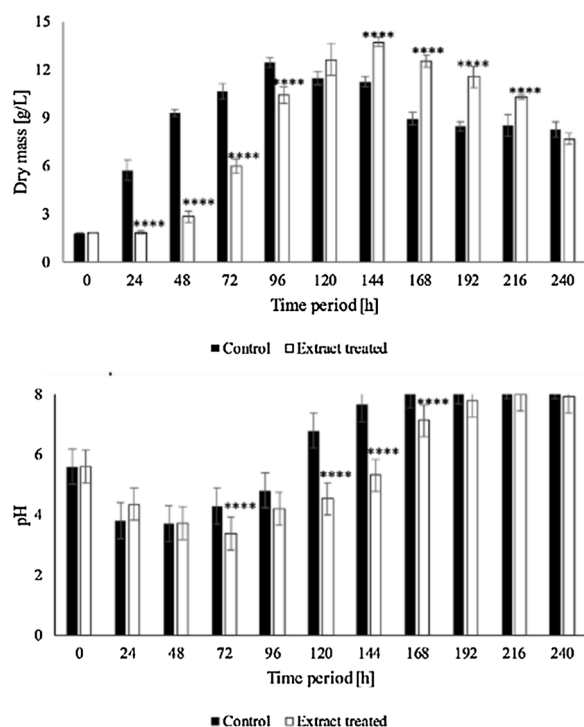 15
12
9
6
3
0
Dry mass [g/L]
****
****
****
****
****
****
****
****
0 24 48 72 96 120 144 168 192 216 240
Time period [h]
Control Extract treated
8
6
4
2
0
pH
****
****
****
****
0 24 48 72 96 120 144 168 192 216 240
Time period [h]
Control Extract treated